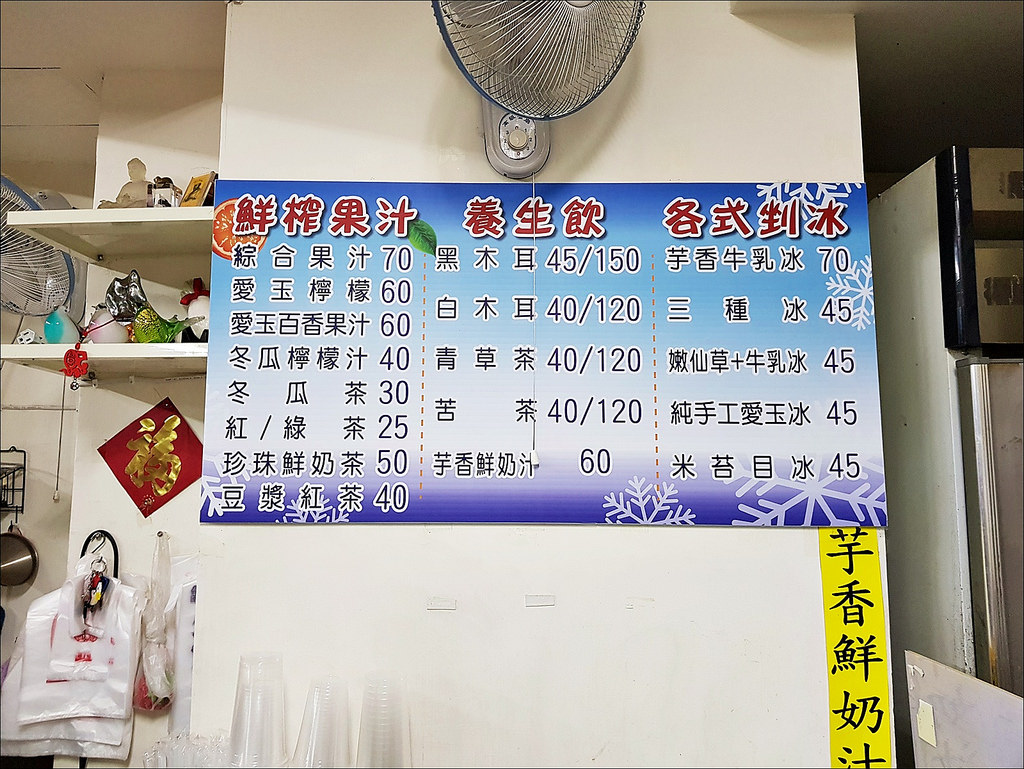 鮮榨果汁
綜合果汁 70
愛玉檸檬 60
愛玉百香果汁 60
冬瓜檸檬汁 40
冬瓜茶 30
紅/綠茶 25
珍珠鮮奶茶 50
豆漿紅茶 40
養生飲
黑木耳 45/150
白木耳 40/120
青草茶 40/120
苦茶 40/120
芋香鮮奶汁 60
各式剉冰
芋香牛乳冰 70
三種冰 45
嫩仙草+牛乳冰 45
純手工愛玉冰 45
米苔目冰 45
芋香鮮奶汁
福